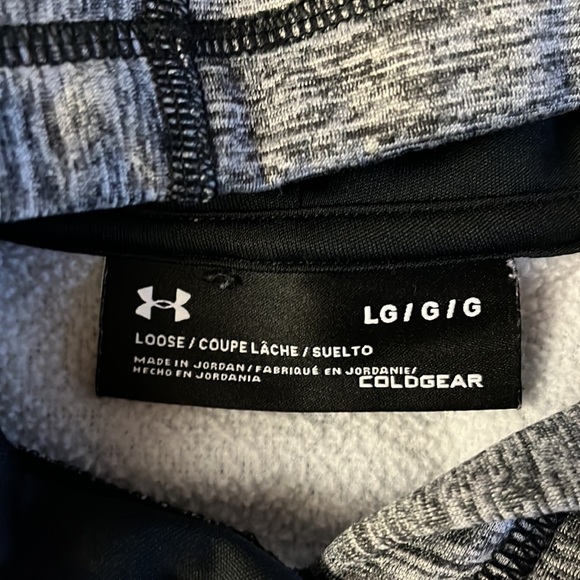 LG / G / G
LOOSE / COUPE LÂCHE / SUELTO
MADE IN JORDAN / FABRIQUÉ EN JORDANIE/
HECHO EN JORDANIA
COLDGEAR